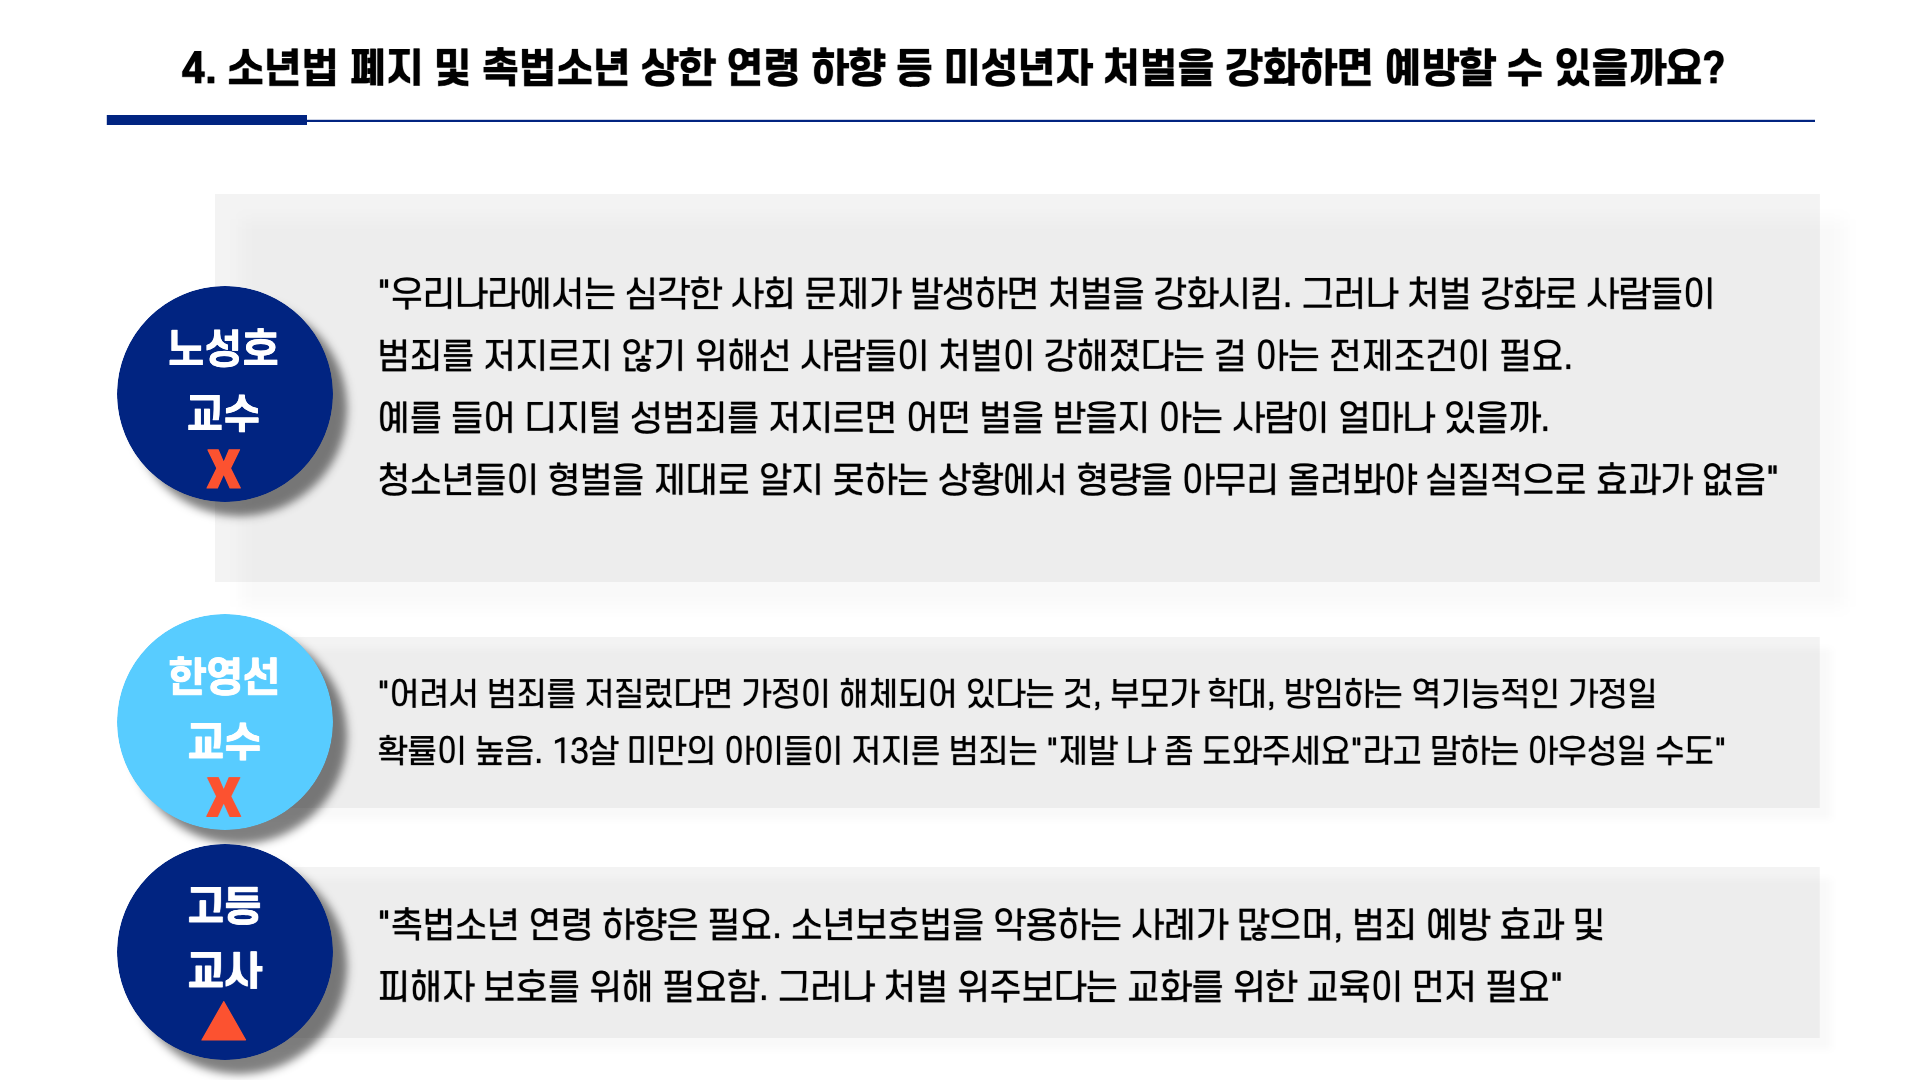 4. 소년법 폐지 및 촉법소년 상한 연령 하향 등 미성년자 처벌을 강화하면 예방할 수 있을까요?
노성호
교수
X
"우리나라에서는 심각한 사회 문제가 발생하면 처벌을 강화시킴. 그러나 처벌 강화로 사람들이
범죄를 저지르지 않기 위해선 사람들이 처벌이 강해졌다는 걸 아는 전제조건이 필요.
예를 들어 디지털 성범죄를 저지르면 어떤 벌을 받을지 아는 사람이 얼마나 있을까.
청소년들이 형벌을 제대로 알지 못하는 상황에서 형량을 아무리 올려봐야 실질적으로 효과가 없음"
한영선
교수
X
"어려서 범죄를 저질렀다면 가정이 해체되어 있다는 것, 부모가 학대, 방임하는 역기능적인 가정일
확률이 높음. 13살 미만의 아이들이 저지른 범죄는 "제발 나 좀 도와주세요"라고 말하는 아우성일 수도"
고등
교사
▲
"촉법소년 연령 하향은 필요. 소년보호법을 악용하는 사례가 많으며, 범죄 예방 효과 및
피해자 보호를 위해 필요함. 그러나 처벌 위주보다는 교화를 위한 교육이 먼저 필요"